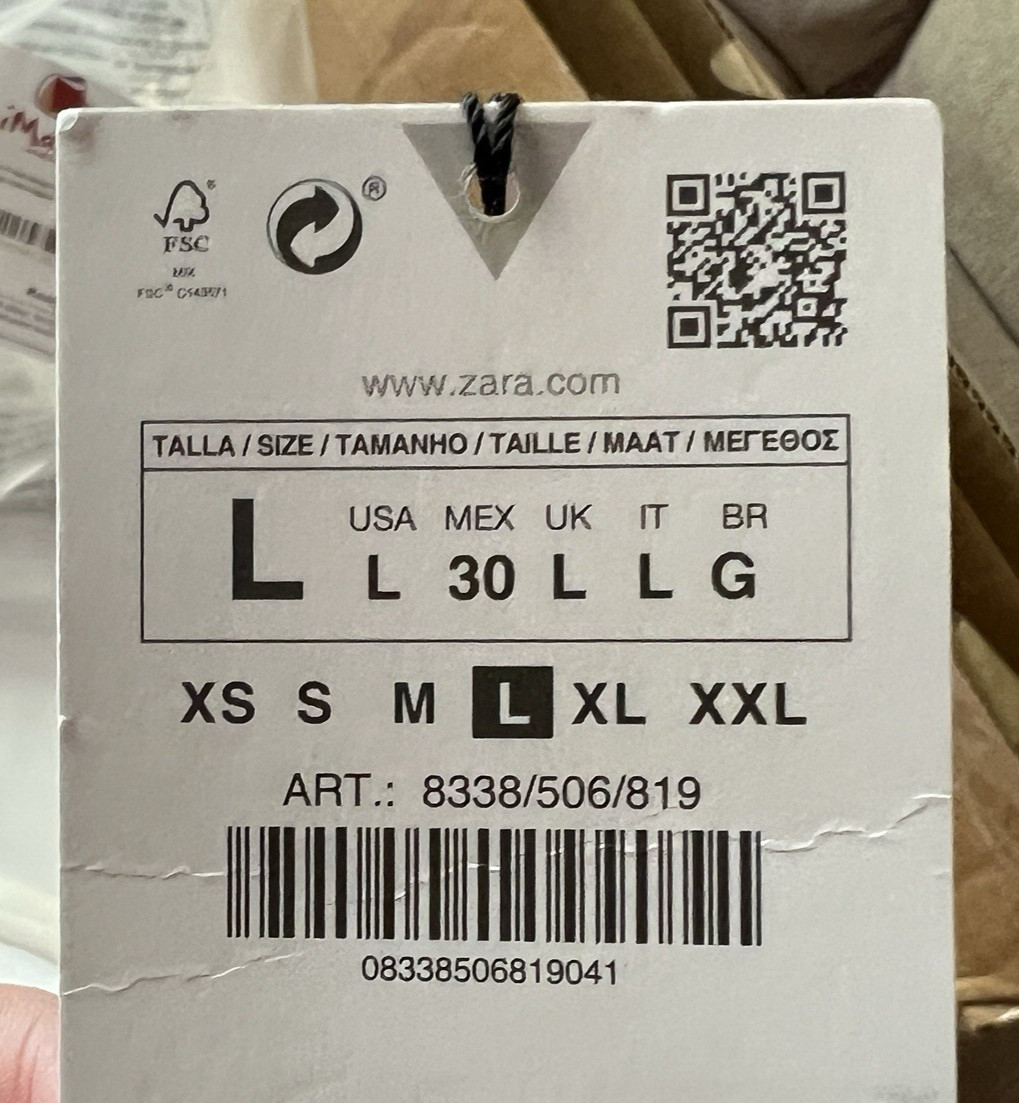 ®
FSC
MIX
®
www.zara.com
TALLA / SIZE / TAMANHO / TAILLE / MAAT / ΜΕΓΕΘΟΣ
L
USA MEX UK IT BR
L 30 L L G
XS S M L XL XXL
ART.: 8338/506/819
08338506819041